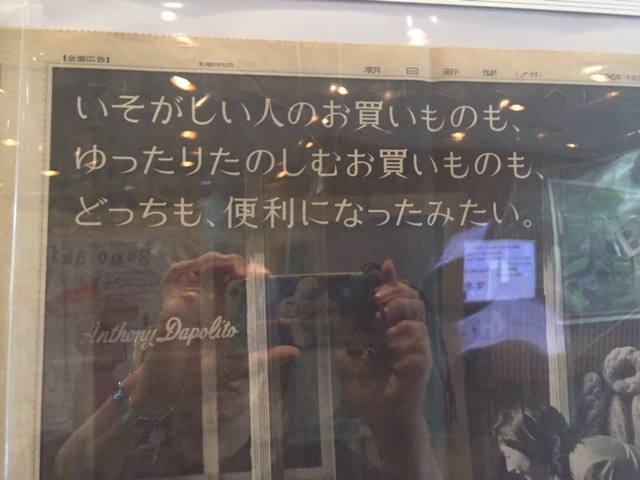 【全面広告】
朝日新聞 (夕刊)
いそがしい人のお買いものも、
ゆったりたのしむお買いものも、
どっちも、便利になったみたい。
Anthony Dapolito